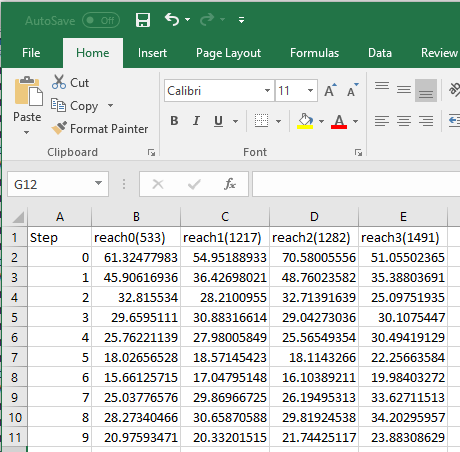 AutoSave Off
File Home Insert Page Layout Formulas Data Review
Paste Cut Copy Format Painter
Calibri 11 A A
B I U A
Clipboard Font
G12 fx
A B C D E
1 Step reach0(533) reach1(1217) reach2(1282) reach3(1491)
2 0 61.32477983 54.95188933 70.58005556 51.05502365
3 1 45.90616936 36.42698021 48.76023582 35.38803691
4 2 32.815534 28.2100955 32.71391639 25.09751935
5 3 29.6595111 30.88316614 29.04273036 30.1075447
6 4 25.76221139 27.98005849 25.56549354 30.49419129
7 5 18.02656528 18.57145423 18.1143266 22.25663584
8 6 15.66125715 17.04795148 16.10389211 19.98403272
9 7 25.03776576 29.86966725 26.19495313 33.62711513
10 8 28.27340466 30.65870588 29.81924538 34.20295957
11 9 20.97593471 20.33201515 21.74425117 23.88308629